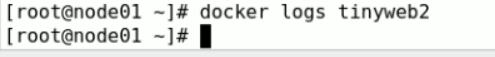 [root@node01 ~]# docker logs tinyweb2
[root@node01 ~]#